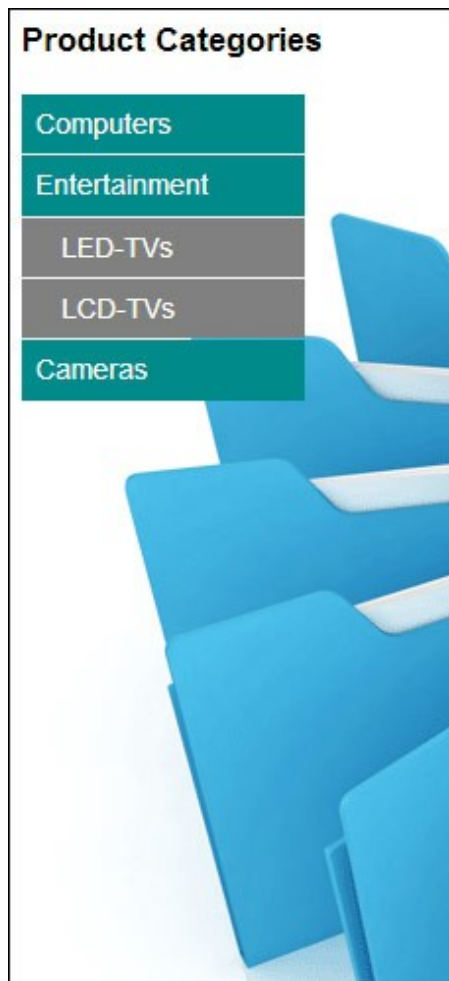 Product Categories
Computers
Entertainment
LED-TVs
LCD-TVs
Cameras